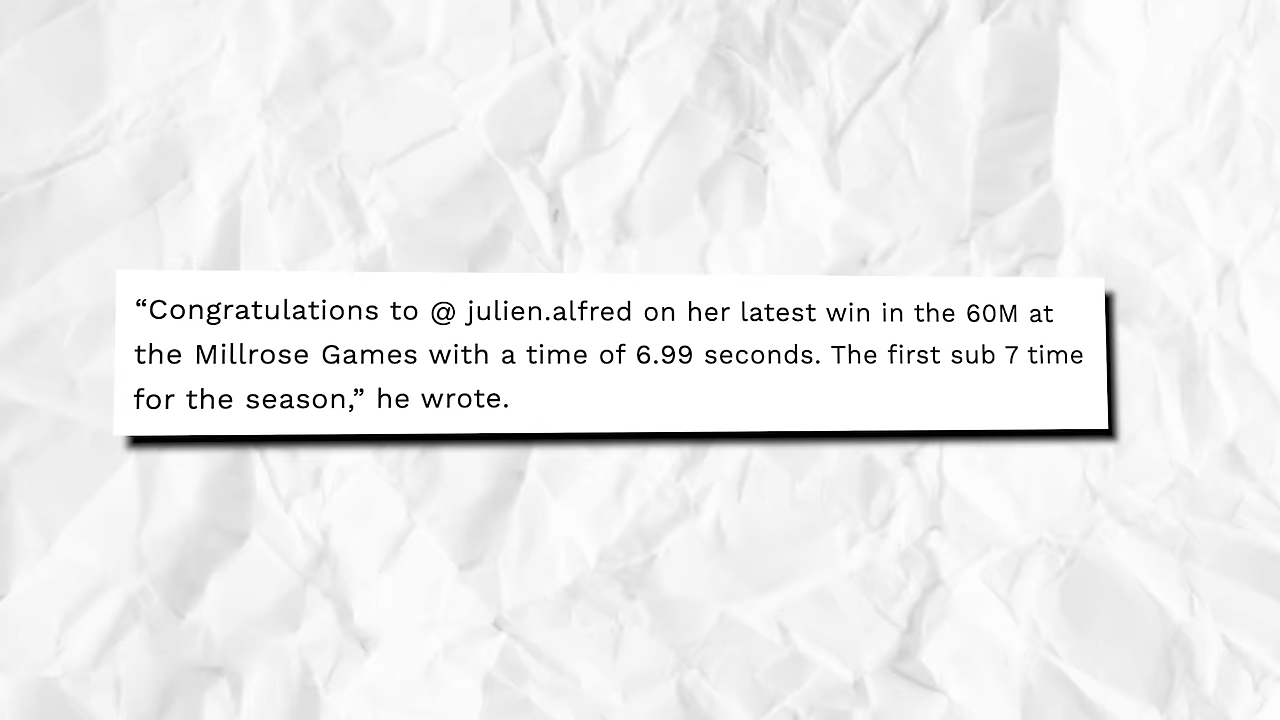 “Congratulations to @ julien.alfred on her latest win in the 60M at
the Millrose Games with a time of 6.99 seconds. The first sub 7 time
for the season,” he wrote.